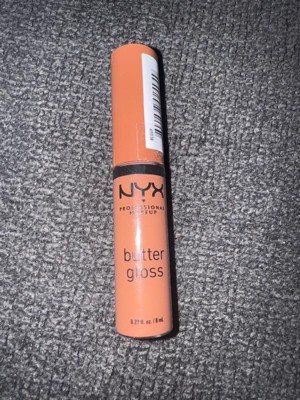 NYX
PROFESSIONAL
MAKEUP
butter
gloss
0.27 fl. oz. / 8 mL